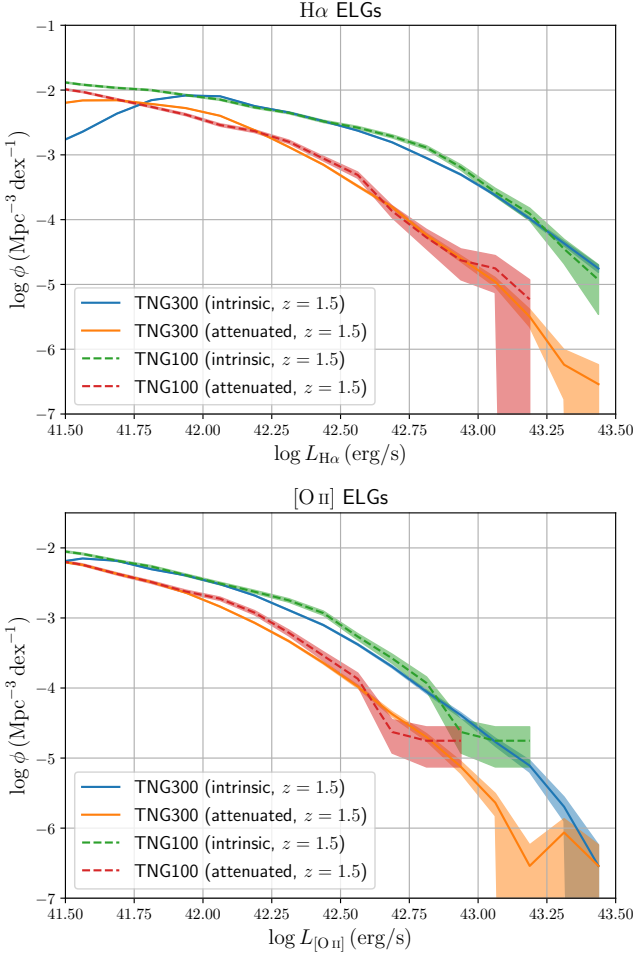 Hα ELGs
−1
−2
−3
−4
−5
−6
−7
log ϕ (Mpc⁻³ dex⁻¹)
TNG300 (intrinsic, z = 1.5)
TNG300 (attenuated, z = 1.5)
TNG100 (intrinsic, z = 1.5)
TNG100 (attenuated, z = 1.5)
41.50 41.75 42.00 42.25 42.50 42.75 43.00 43.25 43.50
log L_Hα (erg/s)
[O II] ELGs
−2
−3
−4
−5
−6
−7
log ϕ (Mpc⁻³ dex⁻¹)
TNG300 (intrinsic, z = 1.5)
TNG300 (attenuated, z = 1.5)
TNG100 (intrinsic, z = 1.5)
TNG100 (attenuated, z = 1.5)
41.50 41.75 42.00 42.25 42.50 42.75 43.00 43.25 43.50
log L_[O II] (erg/s)